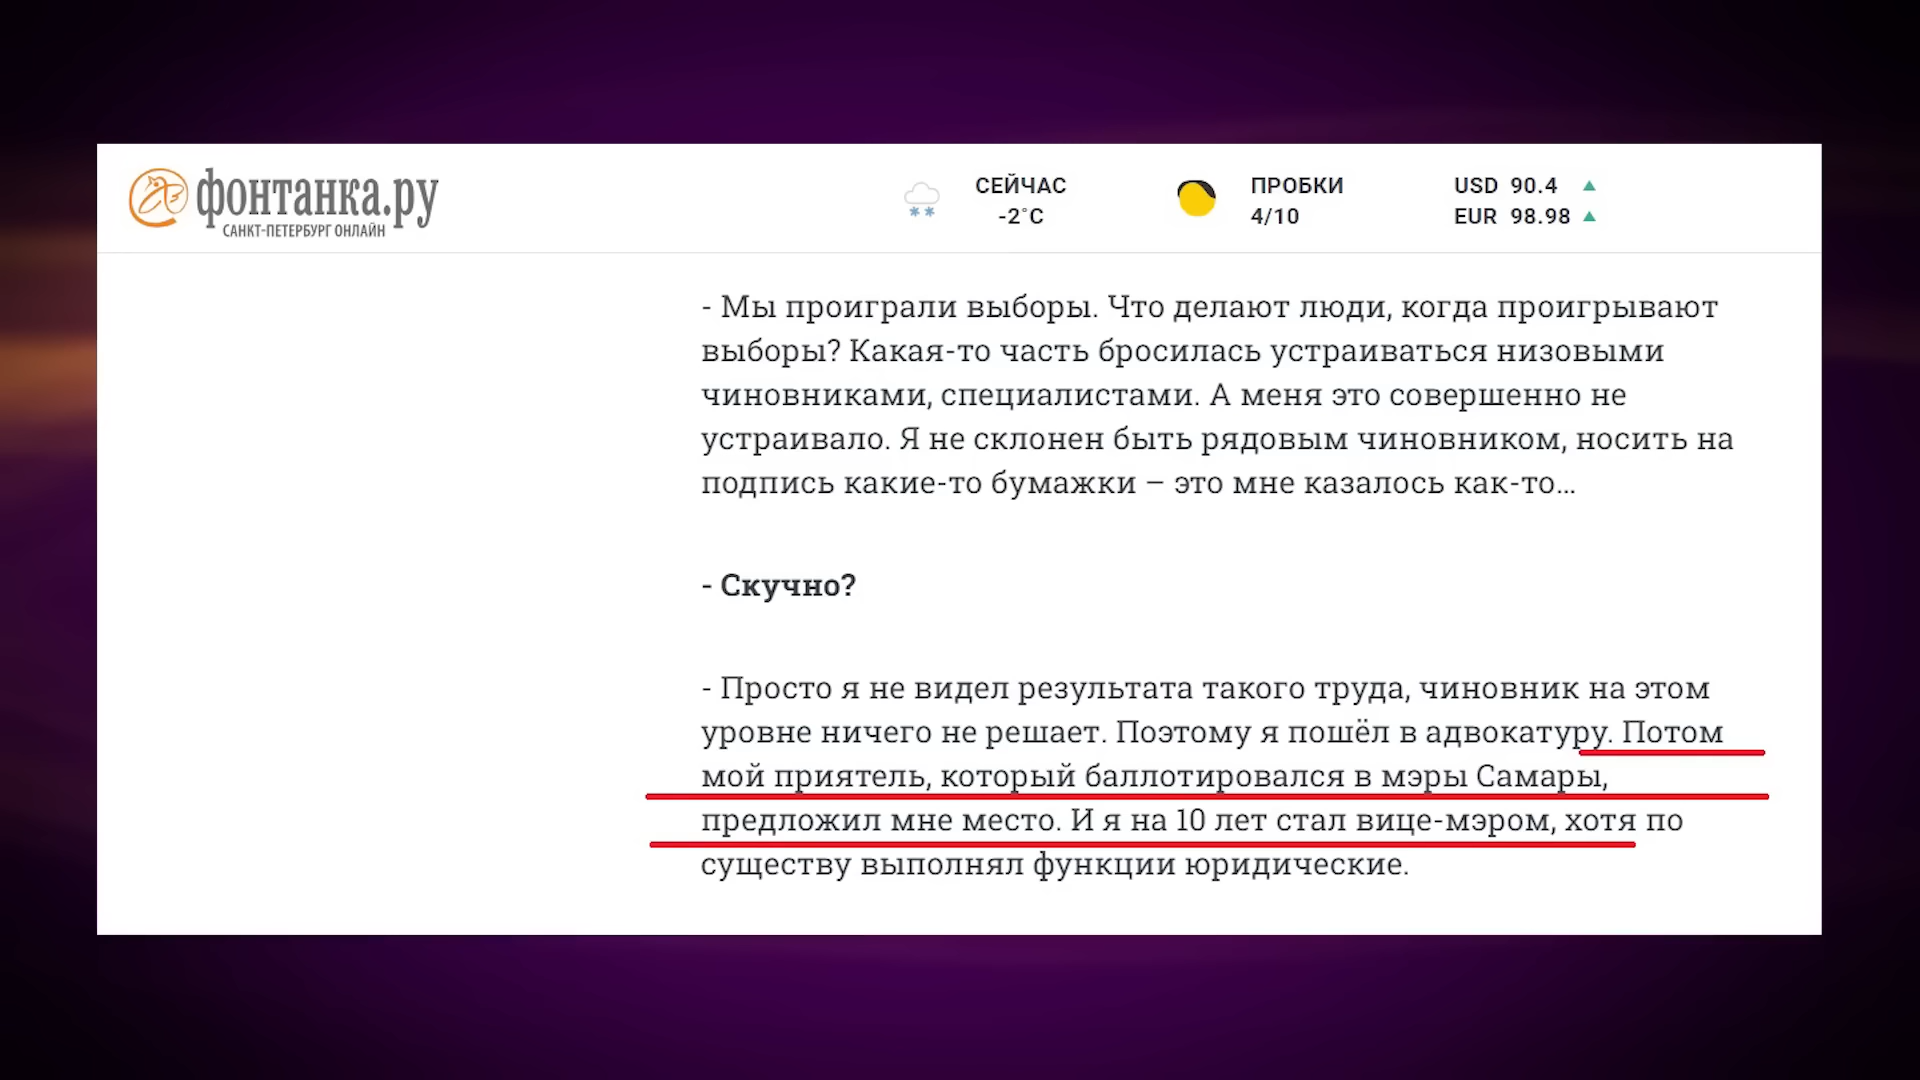 фонтанка.ру
САНКТ-ПЕТЕРБУРГ ОНЛАЙН
СЕЙЧАС
-2°C
ПРОБКИ
4/10
USD 90.4
EUR 98.98
- Мы проиграли выборы. Что делают люди, когда проигрывают
выборы? Какая-то часть бросилась устраиваться низовыми
чиновниками, специалистами. А меня это совершенно не
устраивало. Я не склонен быть рядовым чиновником, носить на
подпись какие-то бумажки – это мне казалось как-то…
- Скучно?
- Просто я не видел результата такого труда, чиновник на этом
уровне ничего не решает. Поэтому я пошёл в адвокатуру. Потом
мой приятель, который баллотировался в мэры Самары,
предложил мне место. И я на 10 лет стал вице-мэром, хотя по
существу выполнял функции юридические.